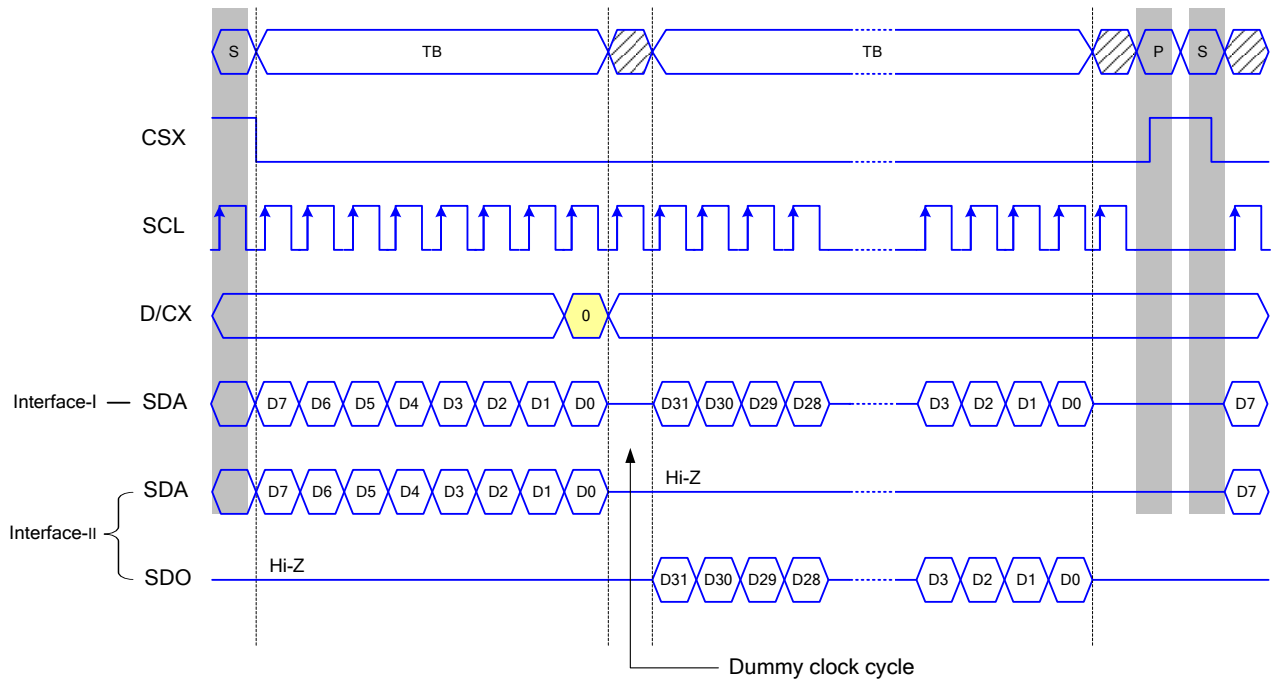 S TB TB P S
CSX
SCL
D/CX 0
Interface-I SDA D7 D6 D5 D4 D3 D2 D1 D0 D31 D30 D29 D28 D3 D2 D1 D0 D7
SDA D7 D6 D5 D4 D3 D2 D1 D0 Hi-Z D7
Interface-II
SDO Hi-Z D31 D30 D29 D28 D3 D2 D1 D0
Dummy clock cycle